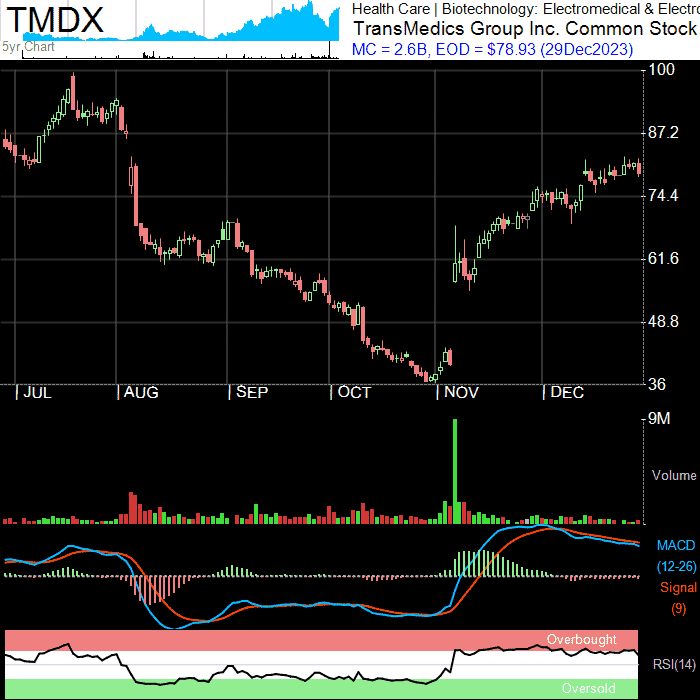 TMDX
5yr Chart
Health Care | Biotechnology: Electromedical & Electro
TransMedics Group Inc. Common Stock
MC = 2.6B, EOD = $78.93 (29Dec2023)
100
87.2
74.4
61.6
48.8
36
| JUL | AUG | SEP | OCT | NOV | DEC
9M
Volume
MACD
(12-26)
Signal
(9)
Overbought
RSI(14)
Oversold